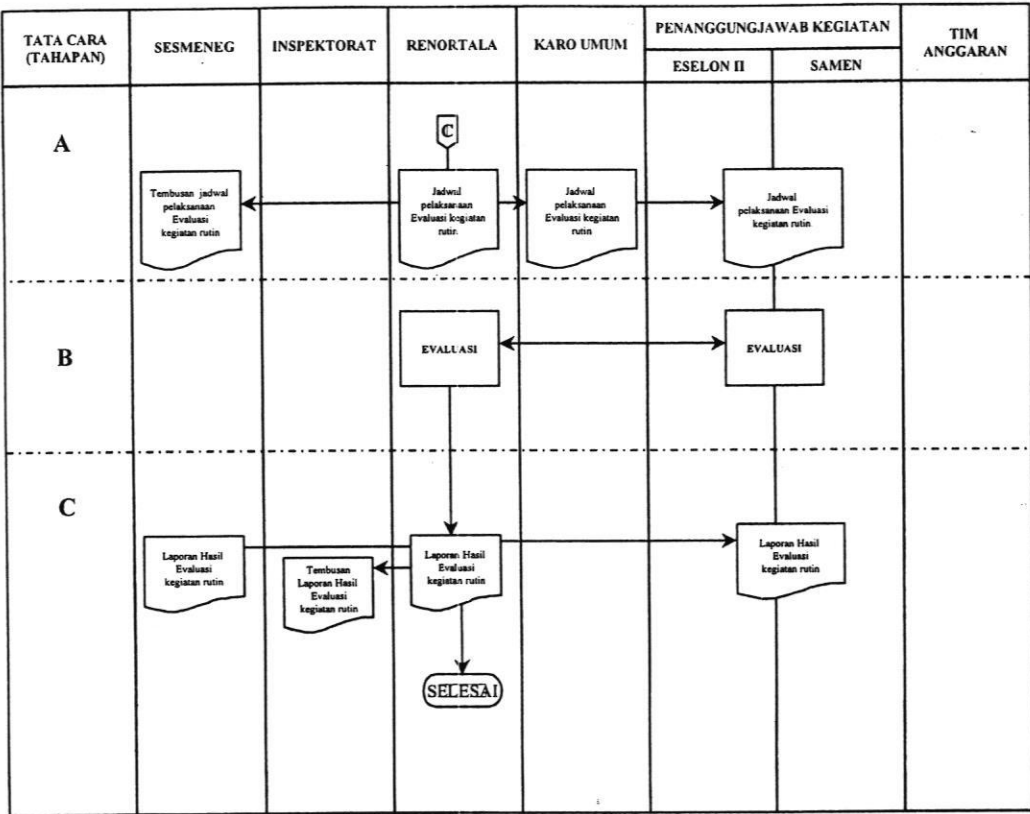 TATA CARA
(TAHAPAN)
SESMENEG
INSPEKTORAT
RENORTALA
KARO UMUM
PENANGGUNGJAWAB KEGIATAN
ESELON II
SAMEN
TIM
ANGGARAN
A
C
Tembusan jadwal
pelaksanaan
Evaluasi
kegiatan rutin
Jadwal
pelaksanaan
Evaluasi kegiatan
rutin
Jadwal
pelaksanaan
Evaluasi kegiatan
rutin
Jadwal
pelaksanaan Evaluasi
kegiatan rutin
B
EVALUASI
EVALUASI
C
Laporan Hasil
Evaluasi
kegiatan rutin
Tembusan
Laporan Hasil
Evaluasi
kegiatan rutin
Laporan Hasil
Evaluasi
kegiatan rutin
Laporan Hasil
Evaluasi
kegiatan rutin
SELESAI